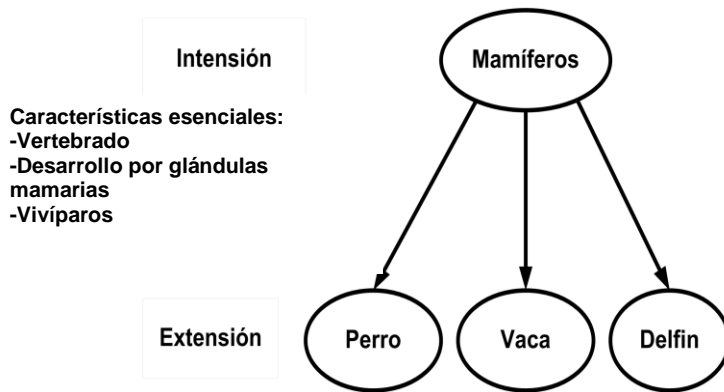 Intensión
Mamíferos
Características esenciales:
-Vertebrado
-Desarrollo por glándulas
mamarias
-Vivíparos
Extensión
Perro
Vaca
Delfin